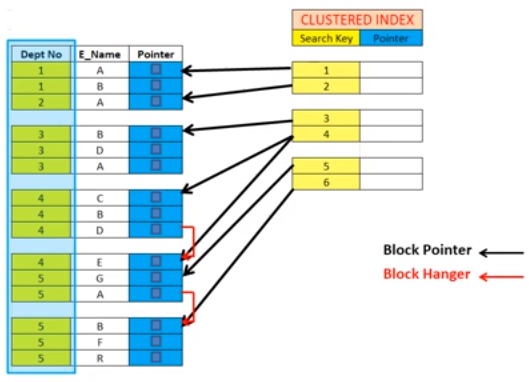 CLUSTERED INDEX
Search Key Pointer
Dept No E_Name Pointer
1 A
1 B
2 A
3 B
3 D
3 A
4 C
4 B
4 D
4 E
5 G
5 A
5 B
5 F
5 R
1
2
3
4
5
6
Block Pointer
Block Hanger